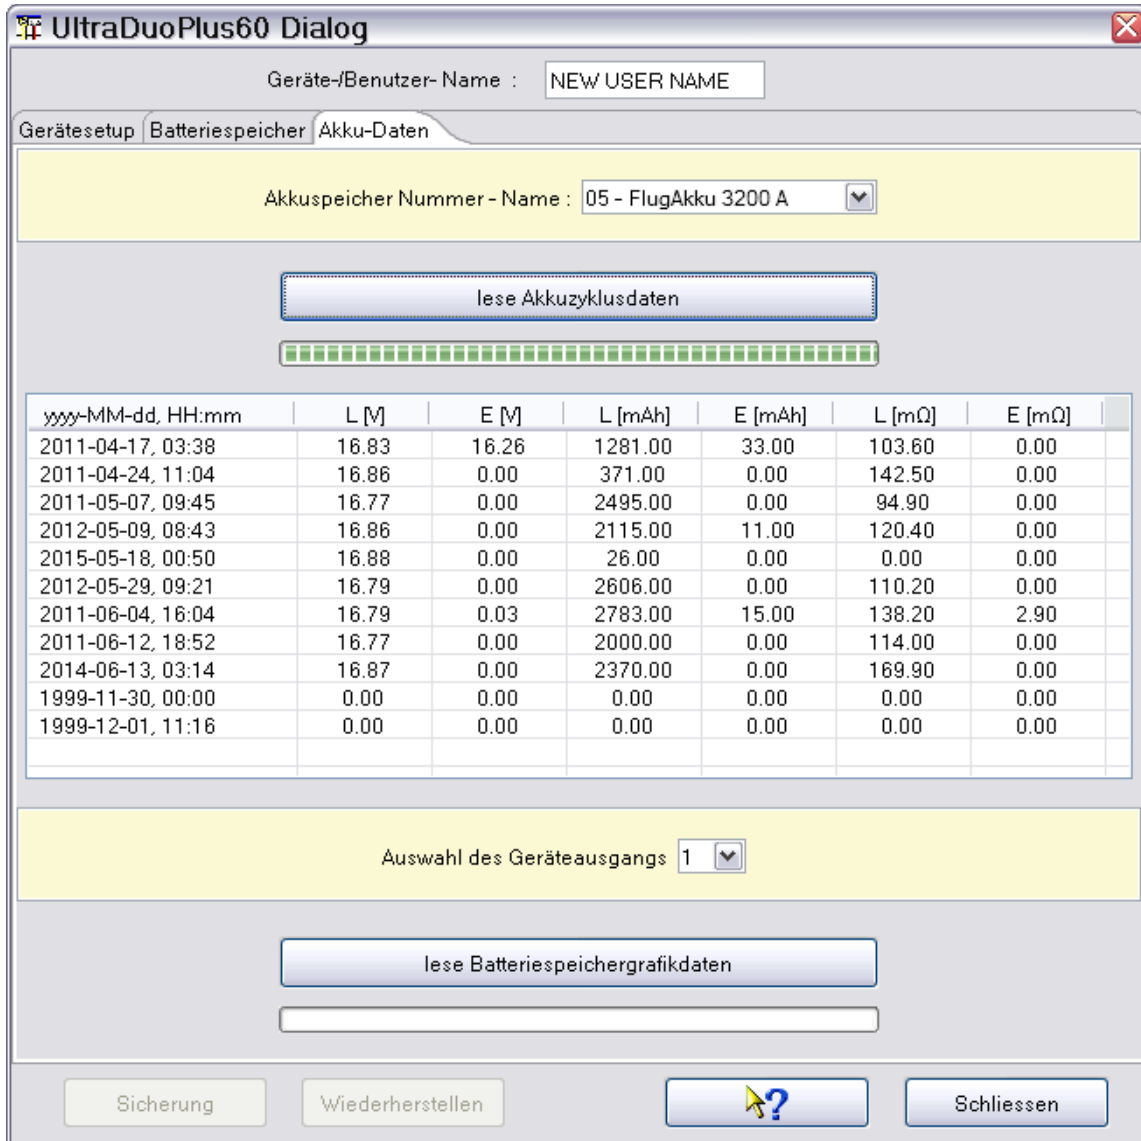 UltraDuoPlus60 Dialog
Geräte-/Benutzer- Name : NEW USER NAME
Gerätesetup Batteriespeicher Akku-Daten
Akkuspeicher Nummer - Name : 05 - FlugAkku 3200 A
lese Akkuzyklusdaten
yyyy-MM-dd, HH:mm L [V] E [V] L [mAh] E [mAh] L [mΩ] E [mΩ]
2011-04-17, 03:38 16.83 16.26 1281.00 33.00 103.60 0.00
2011-04-24, 11:04 16.86 0.00 371.00 0.00 142.50 0.00
2011-05-07, 09:45 16.77 0.00 2495.00 0.00 94.90 0.00
2012-05-09, 08:43 16.86 0.00 2115.00 11.00 120.40 0.00
2015-05-18, 00:50 16.88 0.00 26.00 0.00 0.00 0.00
2012-05-29, 09:21 16.79 0.00 2606.00 0.00 110.20 0.00
2011-06-04, 16:04 16.79 0.03 2783.00 15.00 138.20 2.90
2011-06-12, 18:52 16.77 0.00 2000.00 0.00 114.00 0.00
2014-06-13, 03:14 16.87 0.00 2370.00 0.00 169.90 0.00
1999-11-30, 00:00 0.00 0.00 0.00 0.00 0.00 0.00
1999-12-01, 11:16 0.00 0.00 0.00 0.00 0.00 0.00
Auswahl des Geräteausgangs 1
lese Batteriespeichergrafikdaten
Sicherung Wiederherstellen ? Schliessen